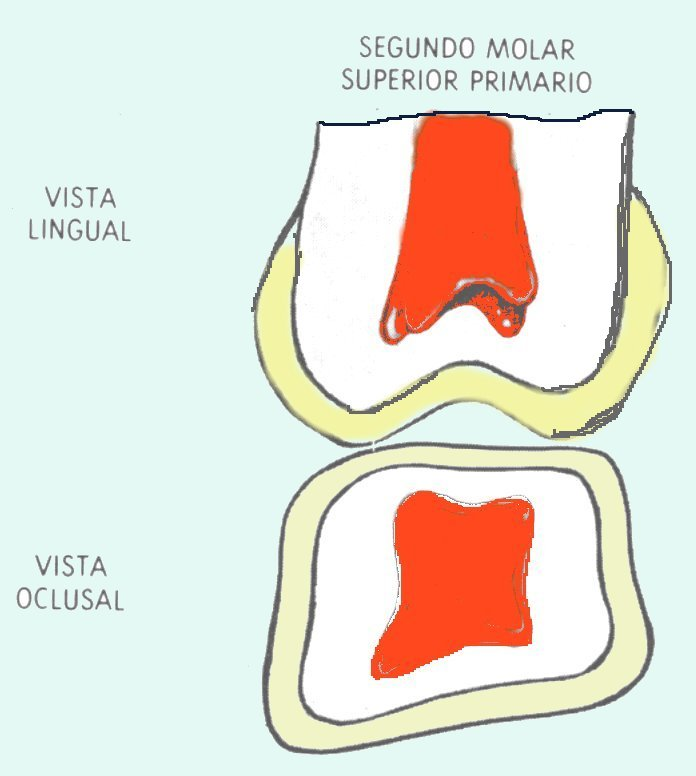 SEGUNDO MOLAR
SUPERIOR PRIMARIO
VISTA
LINGUAL
VISTA
OCLUSAL